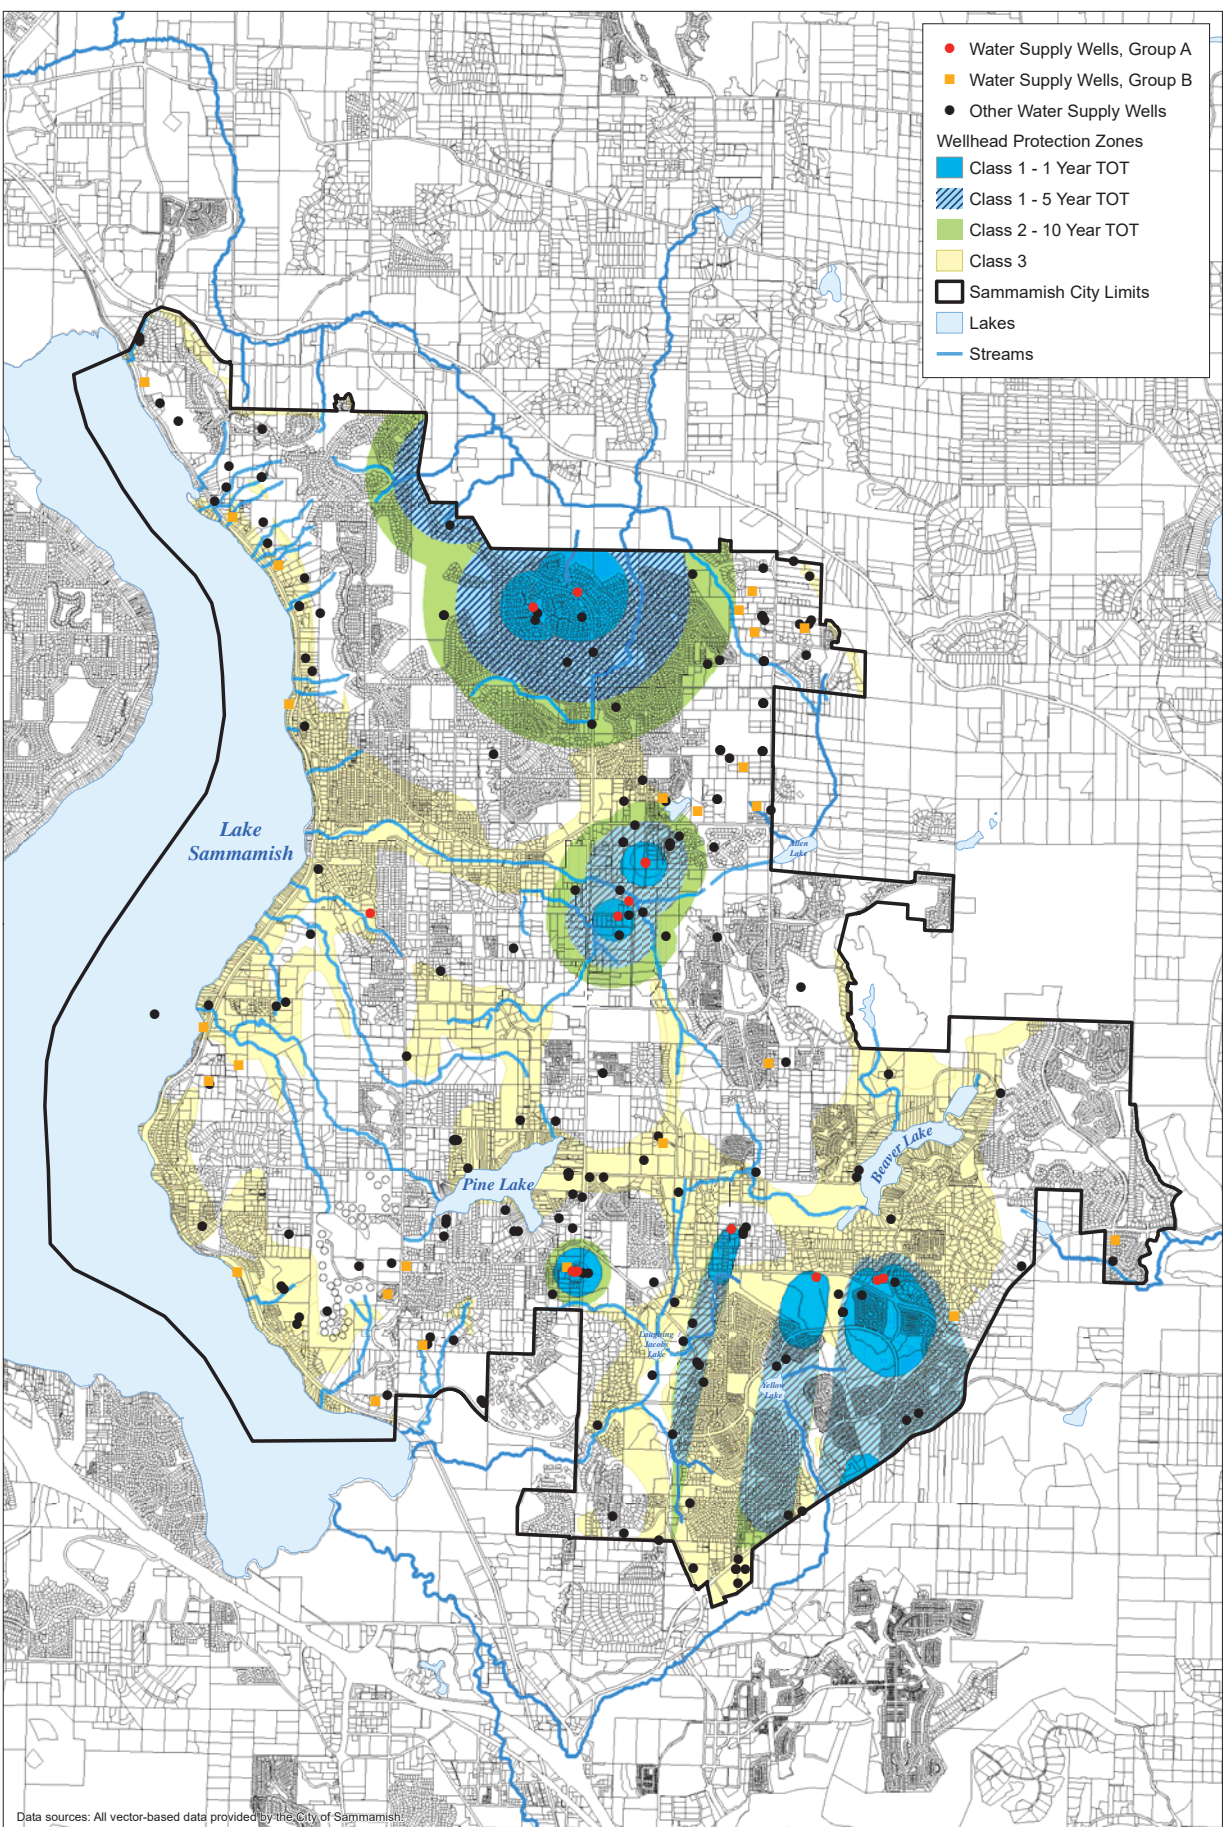 Water Supply Wells, Group A
Water Supply Wells, Group B
Other Water Supply Wells
Wellhead Protection Zones
Class 1 - 1 Year TOT
Class 1 - 5 Year TOT
Class 2 - 10 Year TOT
Class 3
Sammamish City Limits
Lakes
Streams
Lake
Sammamish
Allen
Lake
Beaver Lake
Pine Lake
Laughing
Jacobs
Lake
Yellow
Lake
Data sources: All vector-based data provided by the City of Sammamish.